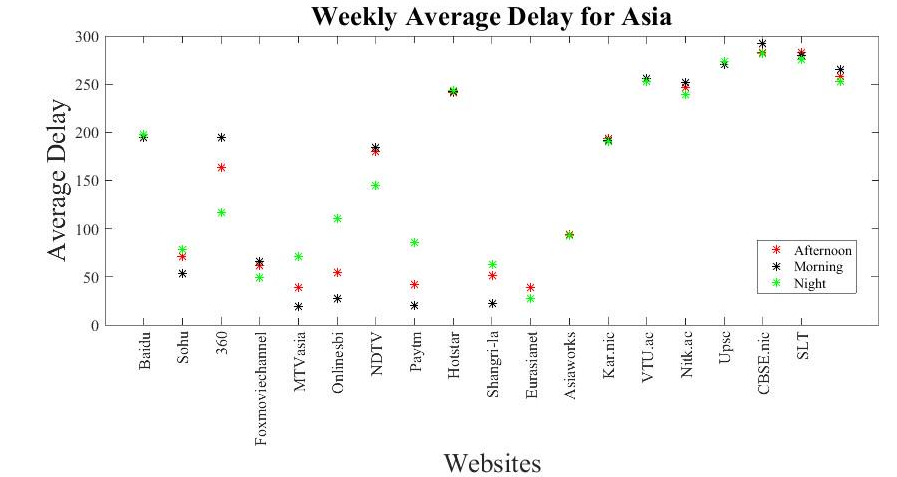 Weekly Average Delay for Asia
300
250
200
150
100
50
0
Average Delay
Afternoon
Morning
Night
Baidu
Sohu
360
Foxmoviechannel
MTVasia
Onlinesbi
NDTV
Paytm
Hotstar
Shangri-la
Eurasianet
Asiaworks
Kar.nic
VTU.ac
Nitk.ac
Upsc
CBSE.nic
SLT
Websites